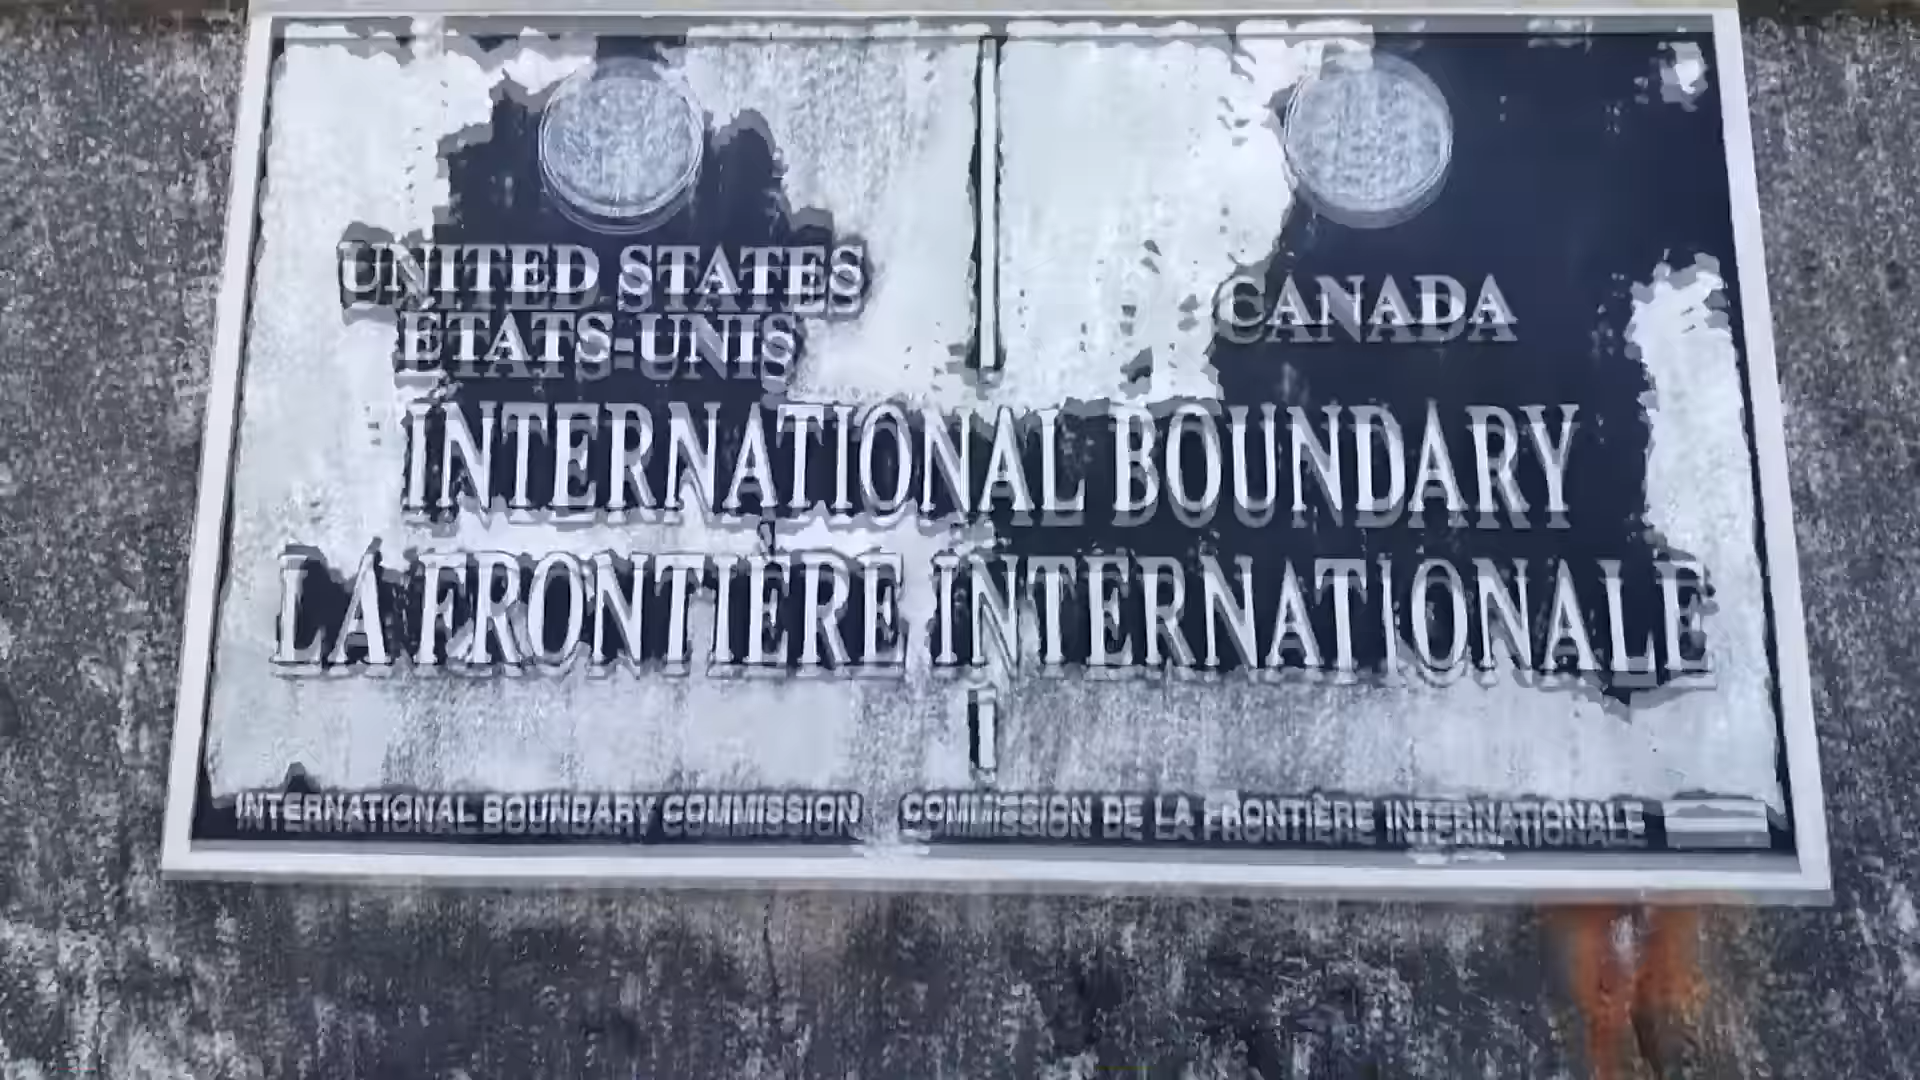 UNITED STATES
ÉTATS-UNIS
CANADA
INTERNATIONAL BOUNDARY
LA FRONTIÈRE INTERNATIONALE
INTERNATIONAL BOUNDARY COMMISSION
COMMISSION DE LA FRONTIÈRE INTERNATIONALE